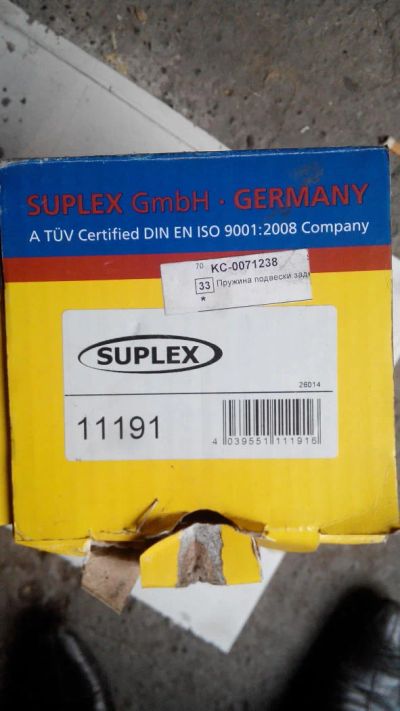 SUPLEX GmbH · GERMANY
A TÜV Certified DIN EN ISO 9001:2008 Company
70 KC-0071238
33 Пружина подвески
*
SUPLEX
26014
11191
4 039551 111916